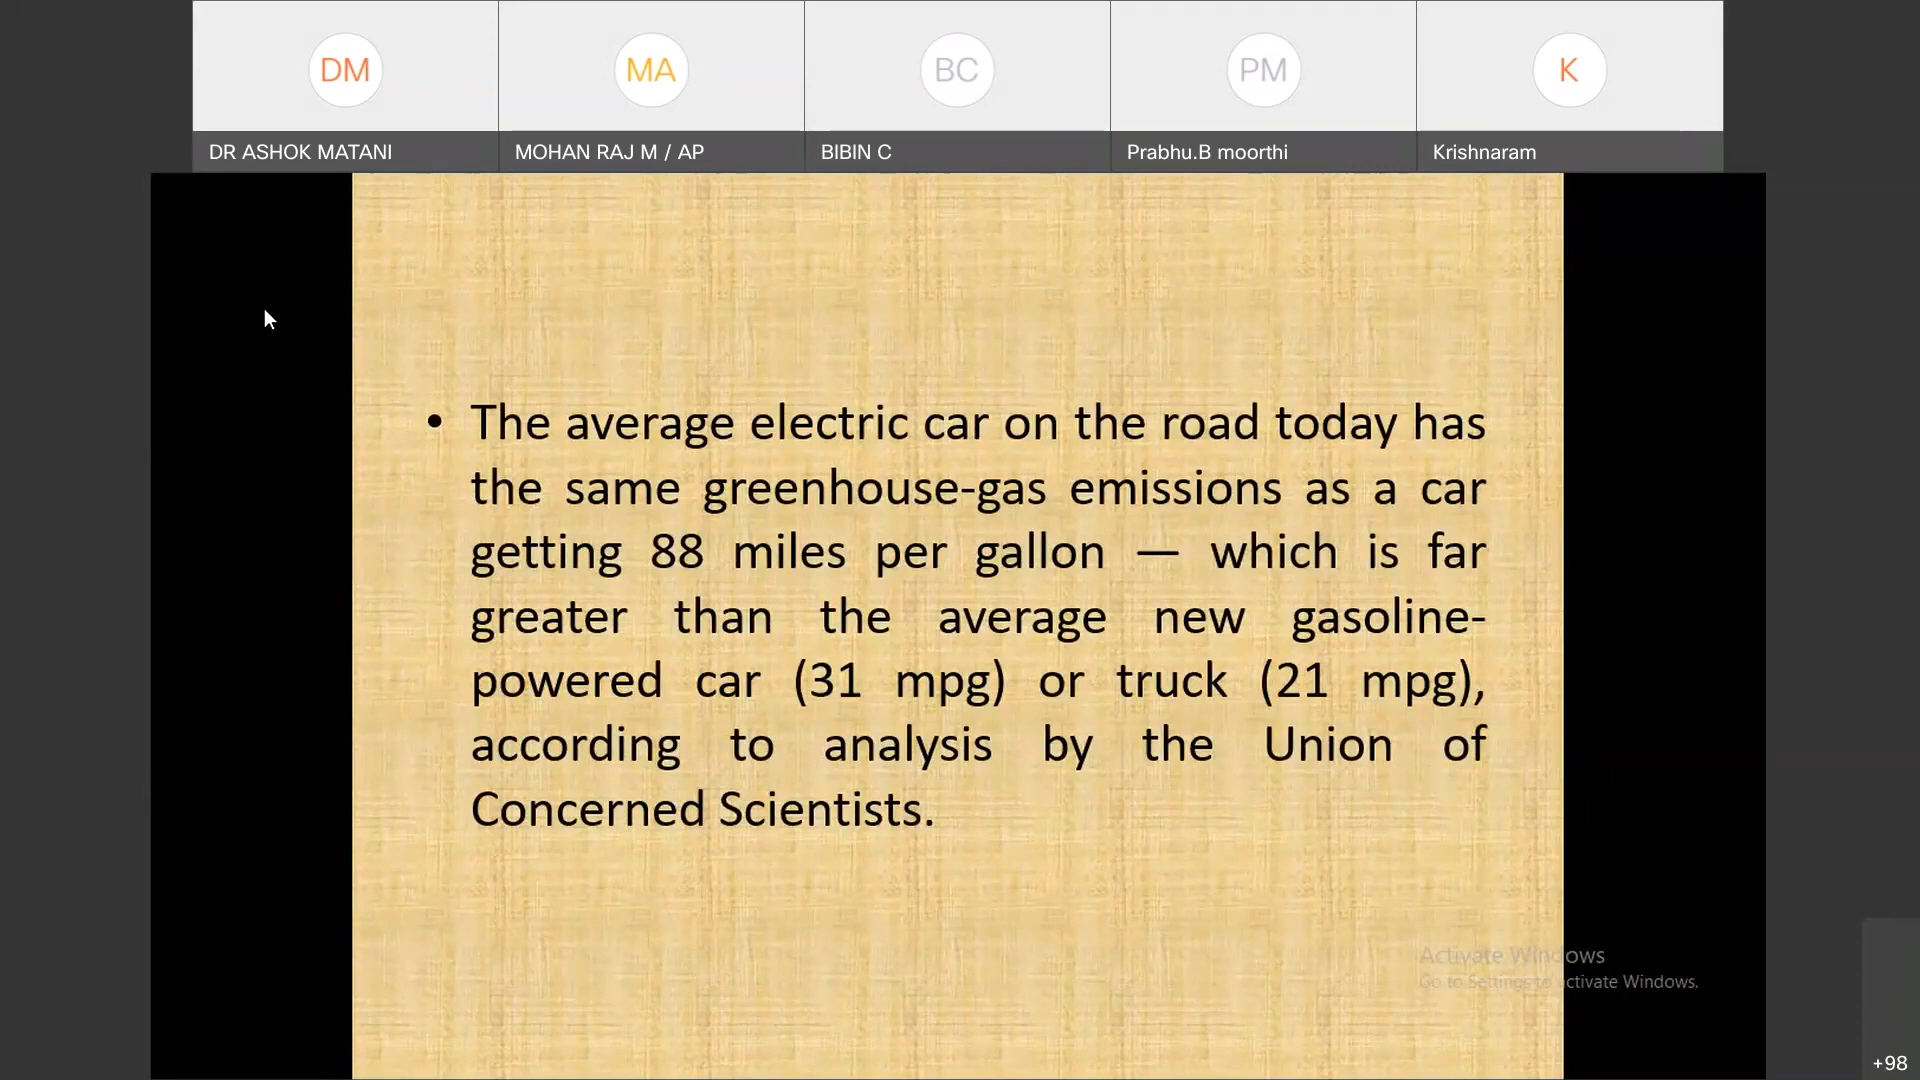 DM
MA
BC
PM
K
DR ASHOK MATANI
MOHAN RAJ M / AP
BIBIN C
Prabhu.B moorthi
Krishnaram
• The average electric car on the road today has
the same greenhouse-gas emissions as a car
getting 88 miles per gallon — which is far
greater than the average new gasoline-
powered car (31 mpg) or truck (21 mpg),
according to analysis by the Union of
Concerned Scientists.
Activate Windows
Go to Settings to activate Windows.
+98